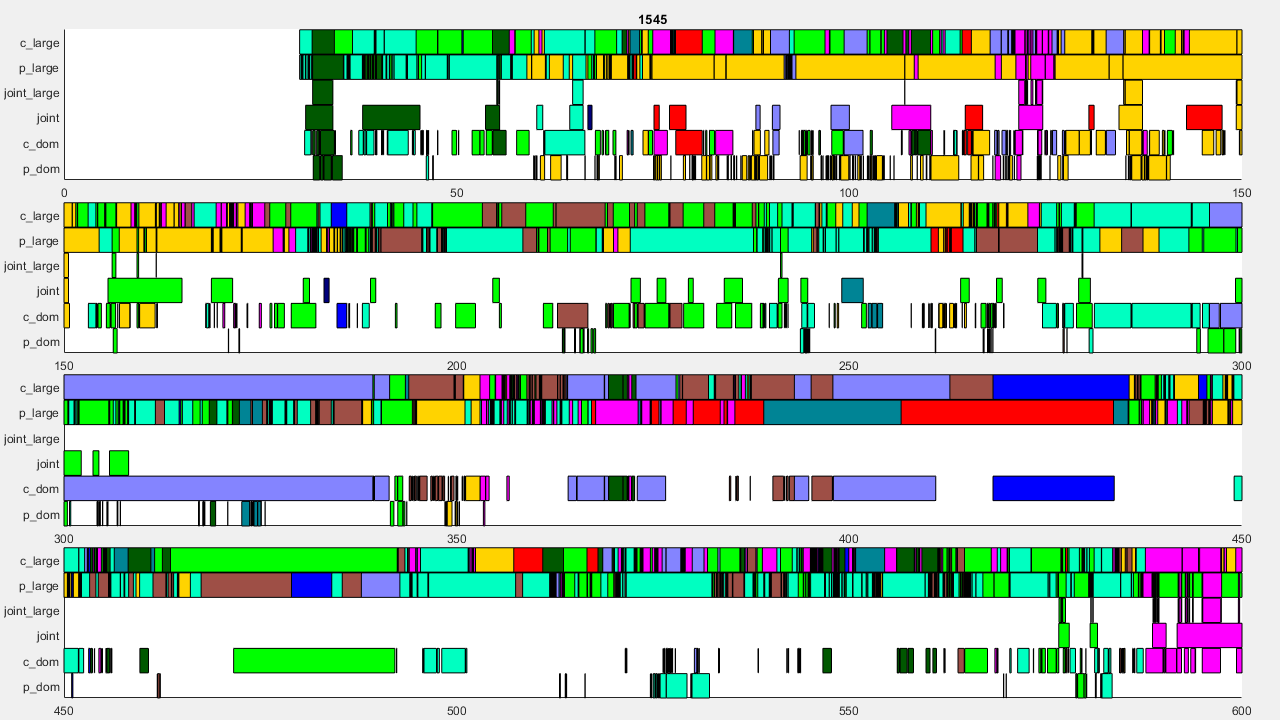 1545
c_large
p_large
joint_large
joint
c_dom
p_dom
0 50 100 150
c_large
p_large
joint_large
joint
c_dom
p_dom
150 200 250 300
c_large
p_large
joint_large
joint
c_dom
p_dom
300 350 400 450
c_large
p_large
joint_large
joint
c_dom
p_dom
450 500 550 600